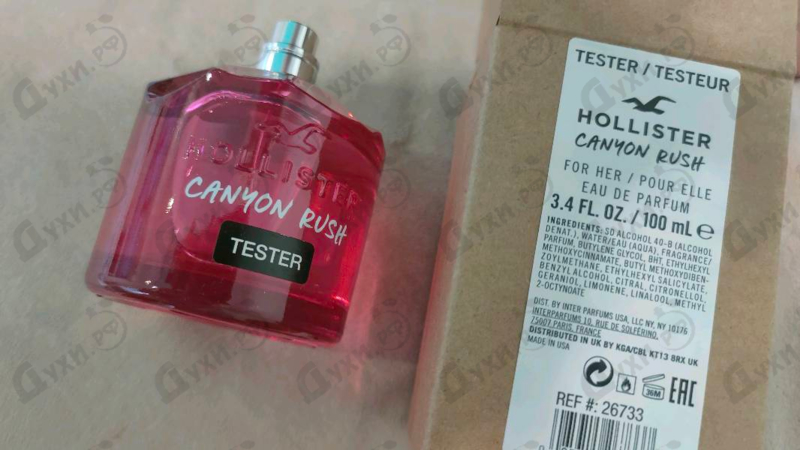 HOLLISTER
CANYON RUSH
TESTER
TESTER / TESTEUR
HOLLISTER
CANYON RUSH
FOR HER / POUR ELLE
EAU DE PARFUM
3.4 FL. OZ. / 100 mL e
INGREDIENTS: SD ALCOHOL 40-B (ALCOHOL
DENAT.), WATER/EAU (AQUA), FRAGRANCE/
PARFUM, BUTYLENE GLYCOL, BHT, ETHYLHEXYL
METHOXYCINNAMATE, BUTYL METHOXYDIBEN-
ZOYLMETHANE, ETHYLHEXYL SALICYLATE,
BENZYL ALCOHOL, CITRAL, CITRONELLOL,
GERANIOL, LIMONENE, LINALOOL, METHYL
2-OCTYNOATE
DIST. BY INTER PARFUMS USA, LLC NY, NY 10176
INTERPARFUMS 10, RUE DE SOLFÉRINO,
75007 PARIS, FRANCE
DISTRIBUTED IN UK BY KGA/CBL KT13 8RX UK
MADE IN USA
36M
EAC
REF #: 26733
Духи.РФ